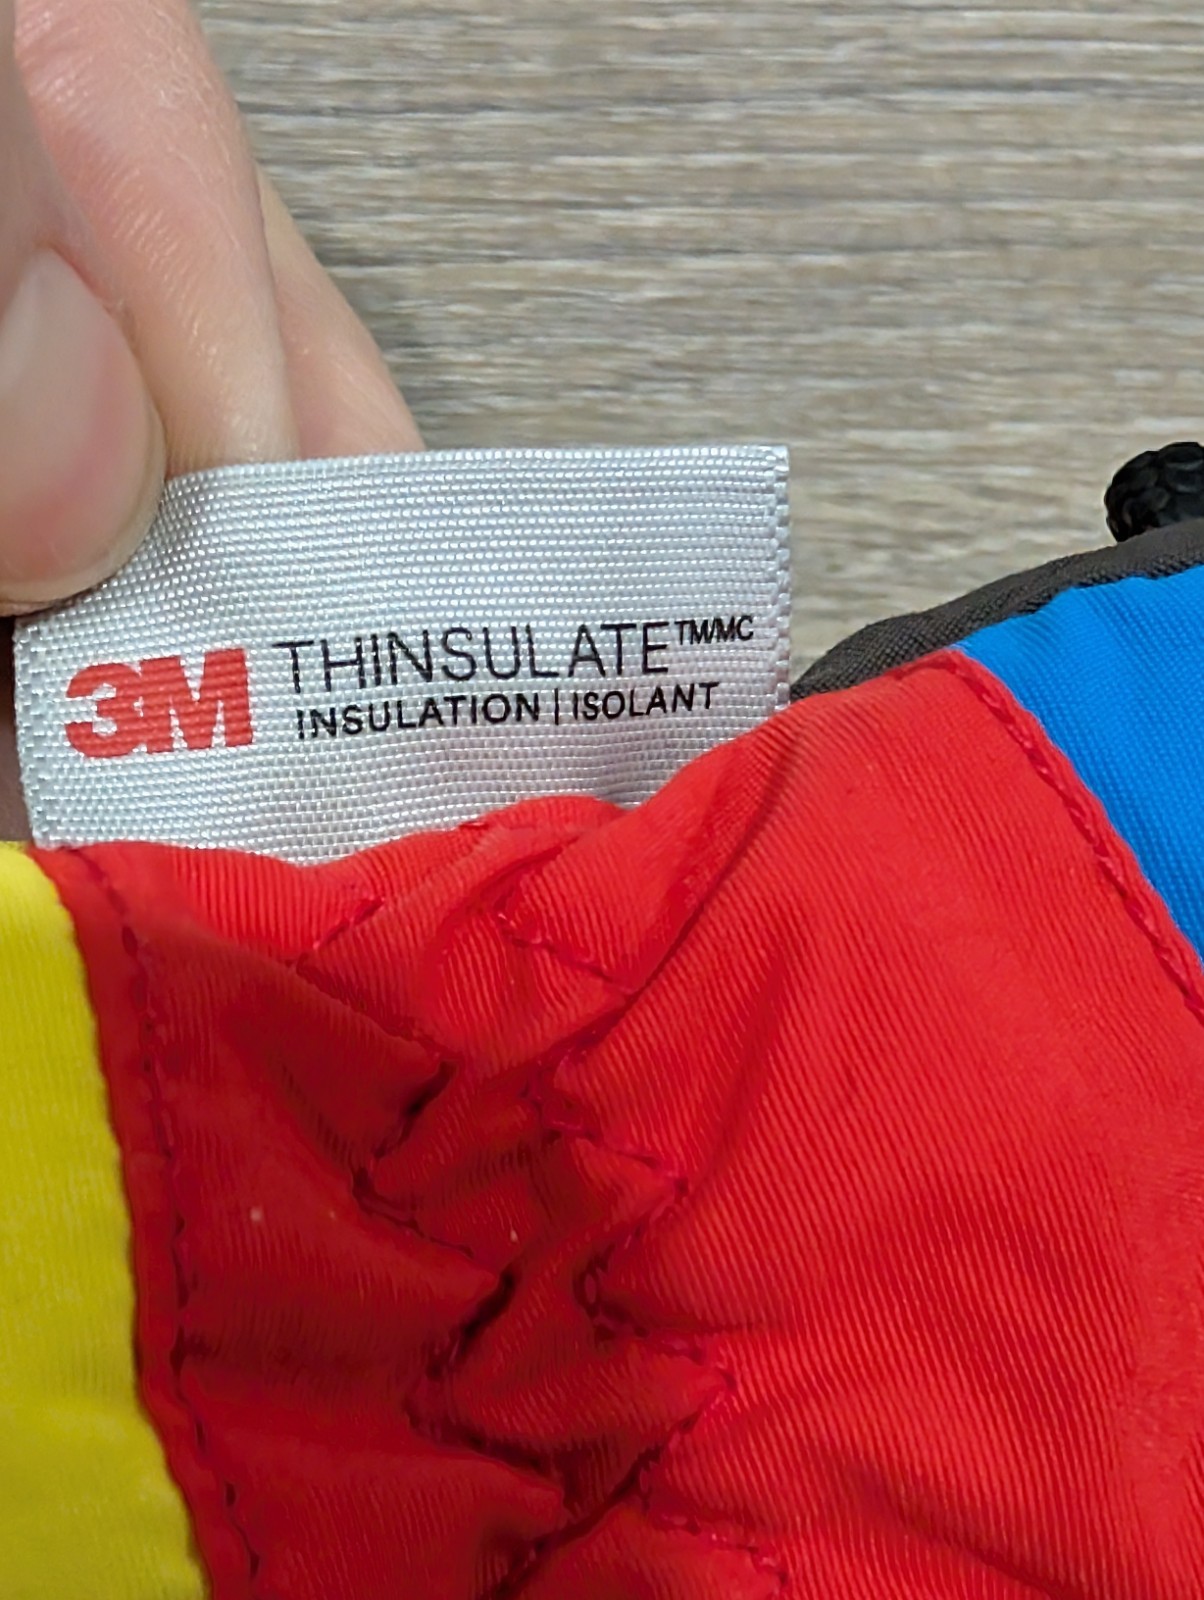 3M THINSULATE™/MC
INSULATION | ISOLANT